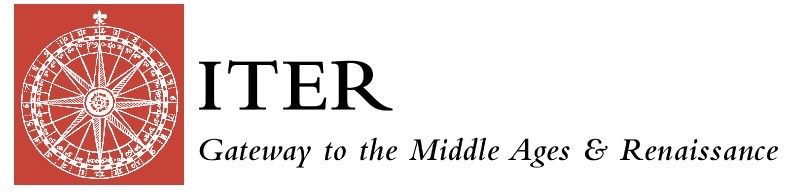 ITER
Gateway to the Middle Ages & Renaissance